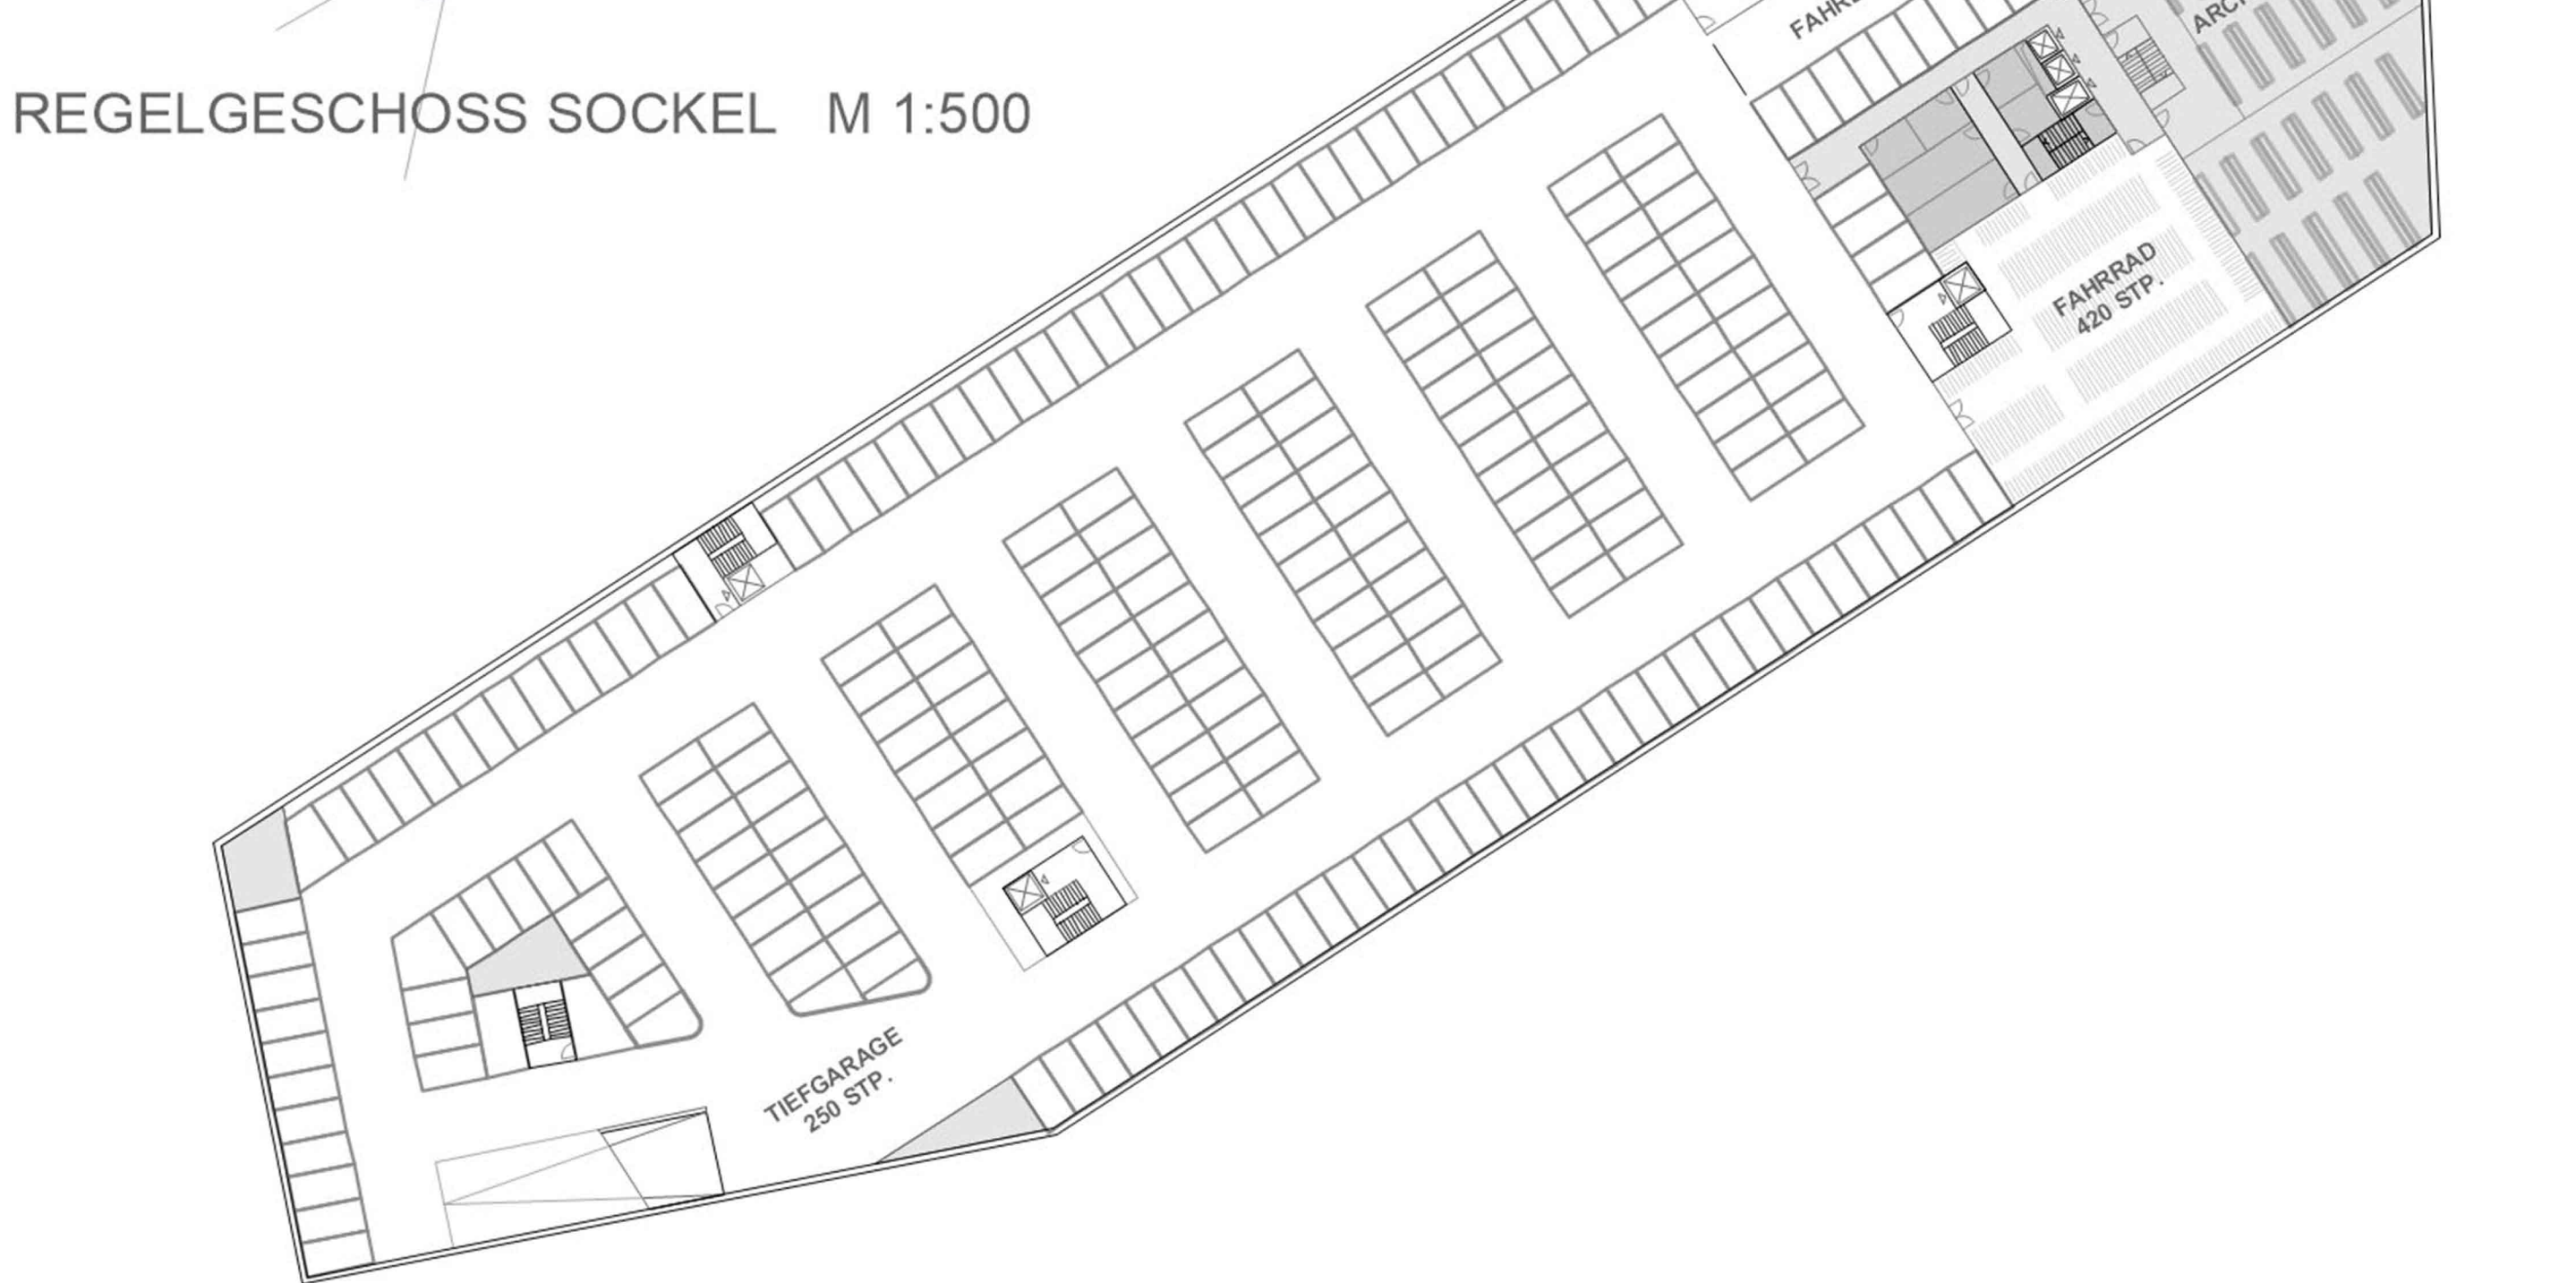 REGELGESCHOSS SOCKEL M 1:500
FAHRRAD
420 STP.
TIEFGARAGE
250 STP.